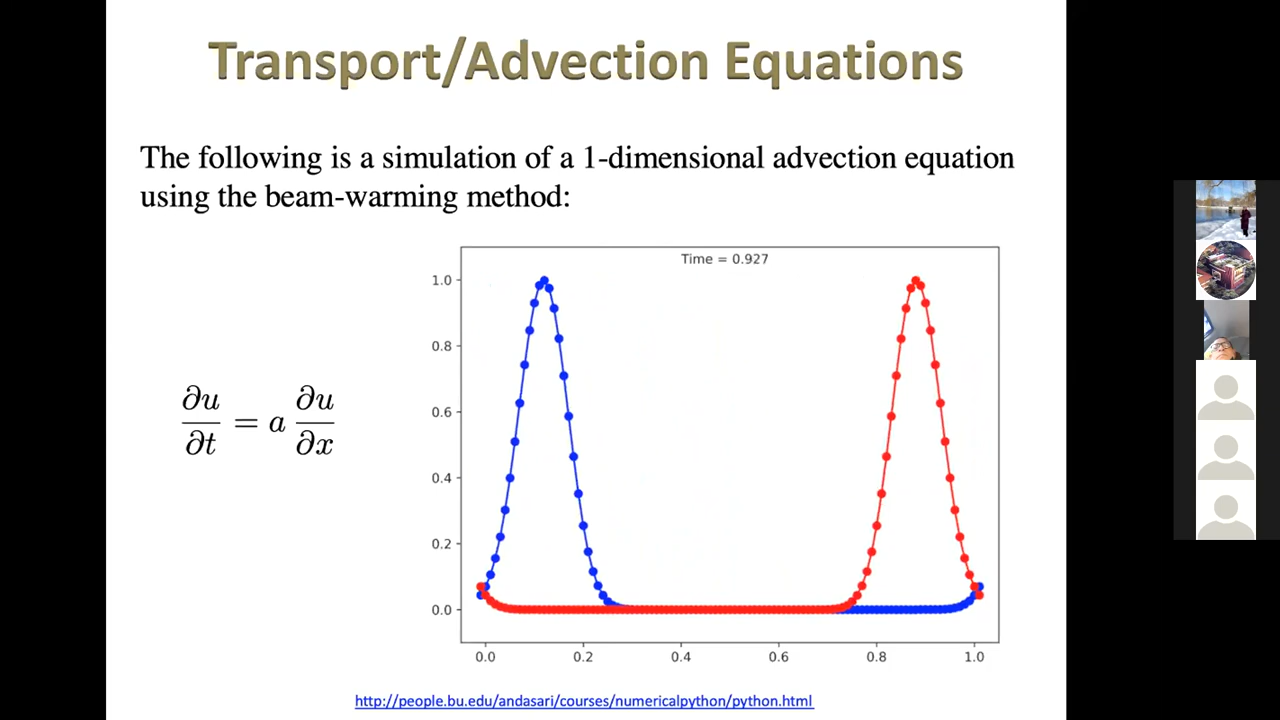 Transport/Advection Equations
The following is a simulation of a 1-dimensional advection equation
using the beam-warming method:
∂u/∂t = a ∂u/∂x
Time = 0.927
1.0
0.8
0.6
0.4
0.2
0.0
0.0 0.2 0.4 0.6 0.8 1.0
http://people.bu.edu/andasari/courses/numericalpython/python.html